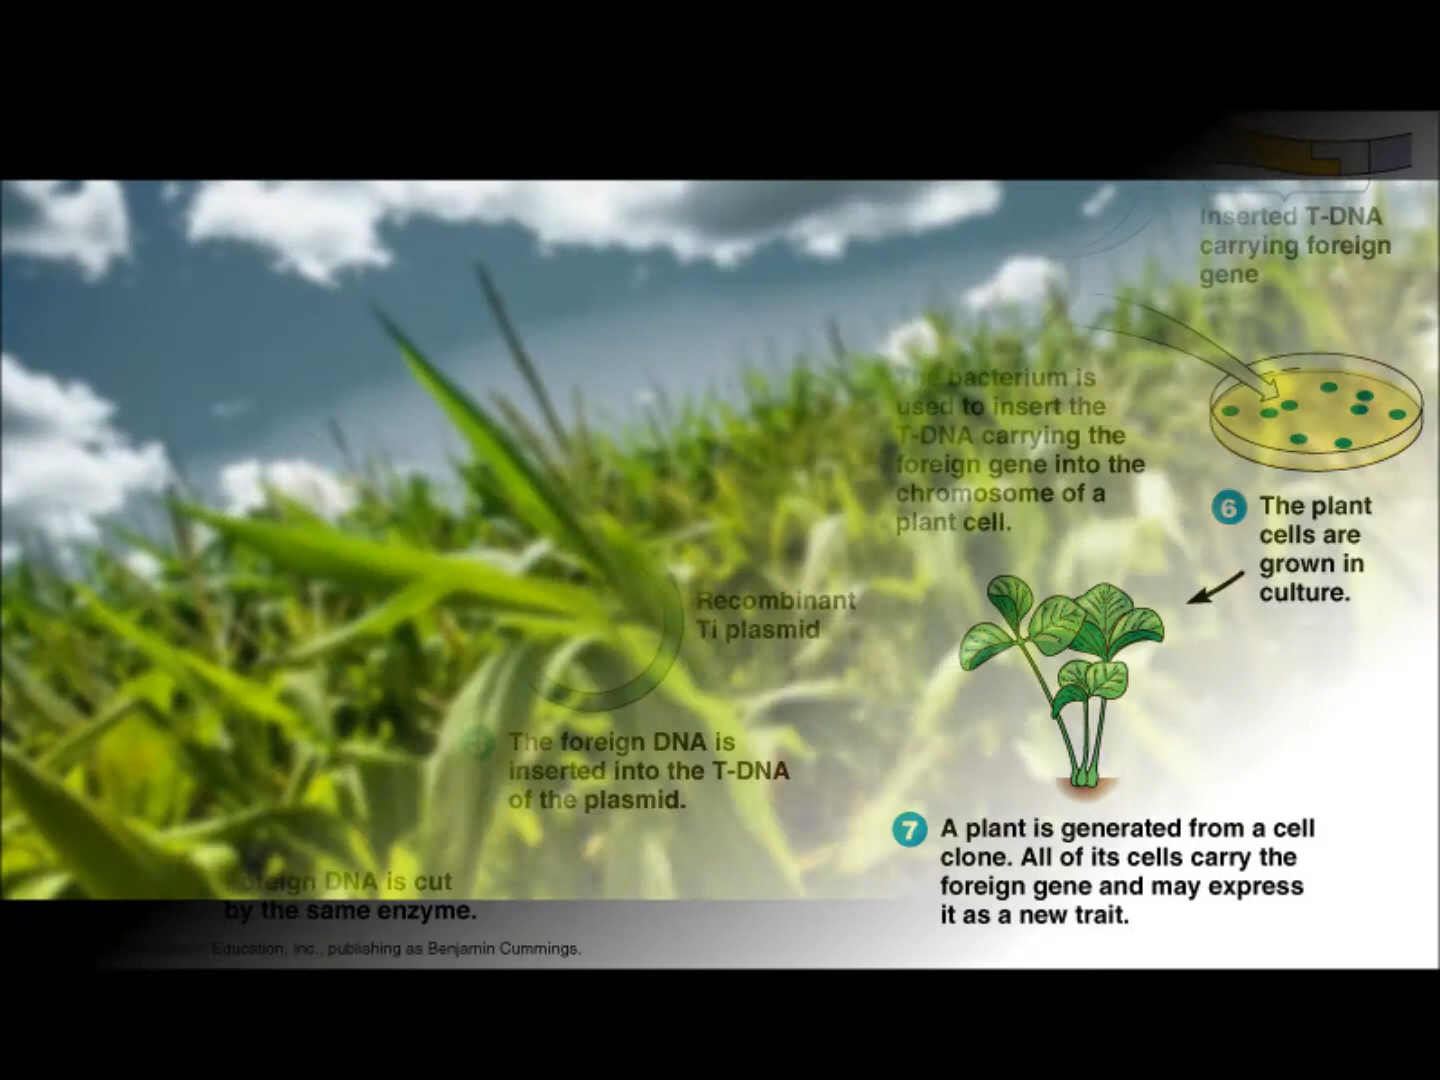 Inserted T-DNA
carrying foreign
gene
The bacterium is
used to insert the
T-DNA carrying the
foreign gene into the
chromosome of a
plant cell.
6 The plant
cells are
grown in
culture.
Recombinant
Ti plasmid
The foreign DNA is
inserted into the T-DNA
of the plasmid.
7 A plant is generated from a cell
clone. All of its cells carry the
foreign gene and may express
it as a new trait.
Foreign DNA is cut
by the same enzyme.
Education, Inc., publishing as Benjamin Cummings.